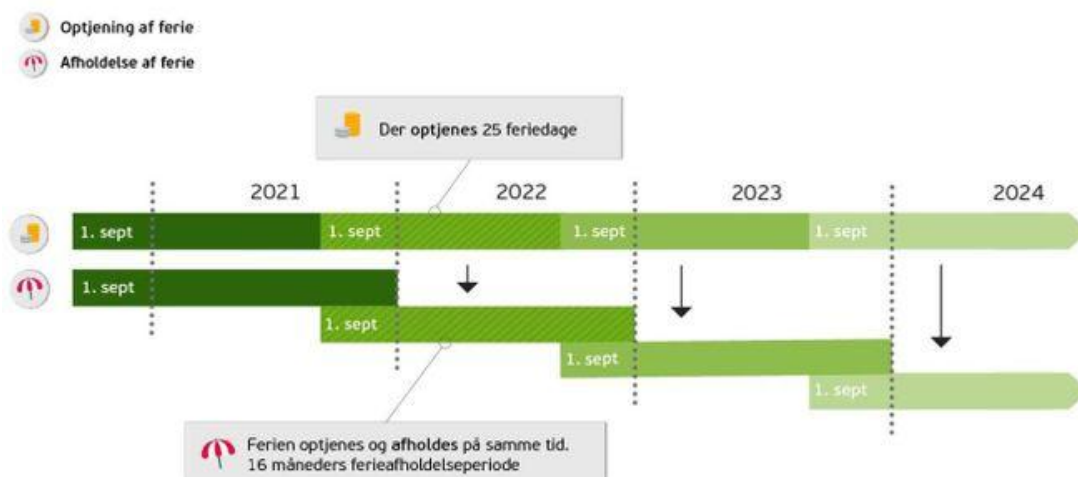 Optjening af ferie
Afholdelse af ferie
Der optjenes 25 feriedage
2021
2022
2023
2024
1. sept
1. sept
1. sept
1. sept
1. sept
1. sept
1. sept
1. sept
Ferien optjenes og afholdes på samme tid.
16 måneders ferieafholdelseperiode